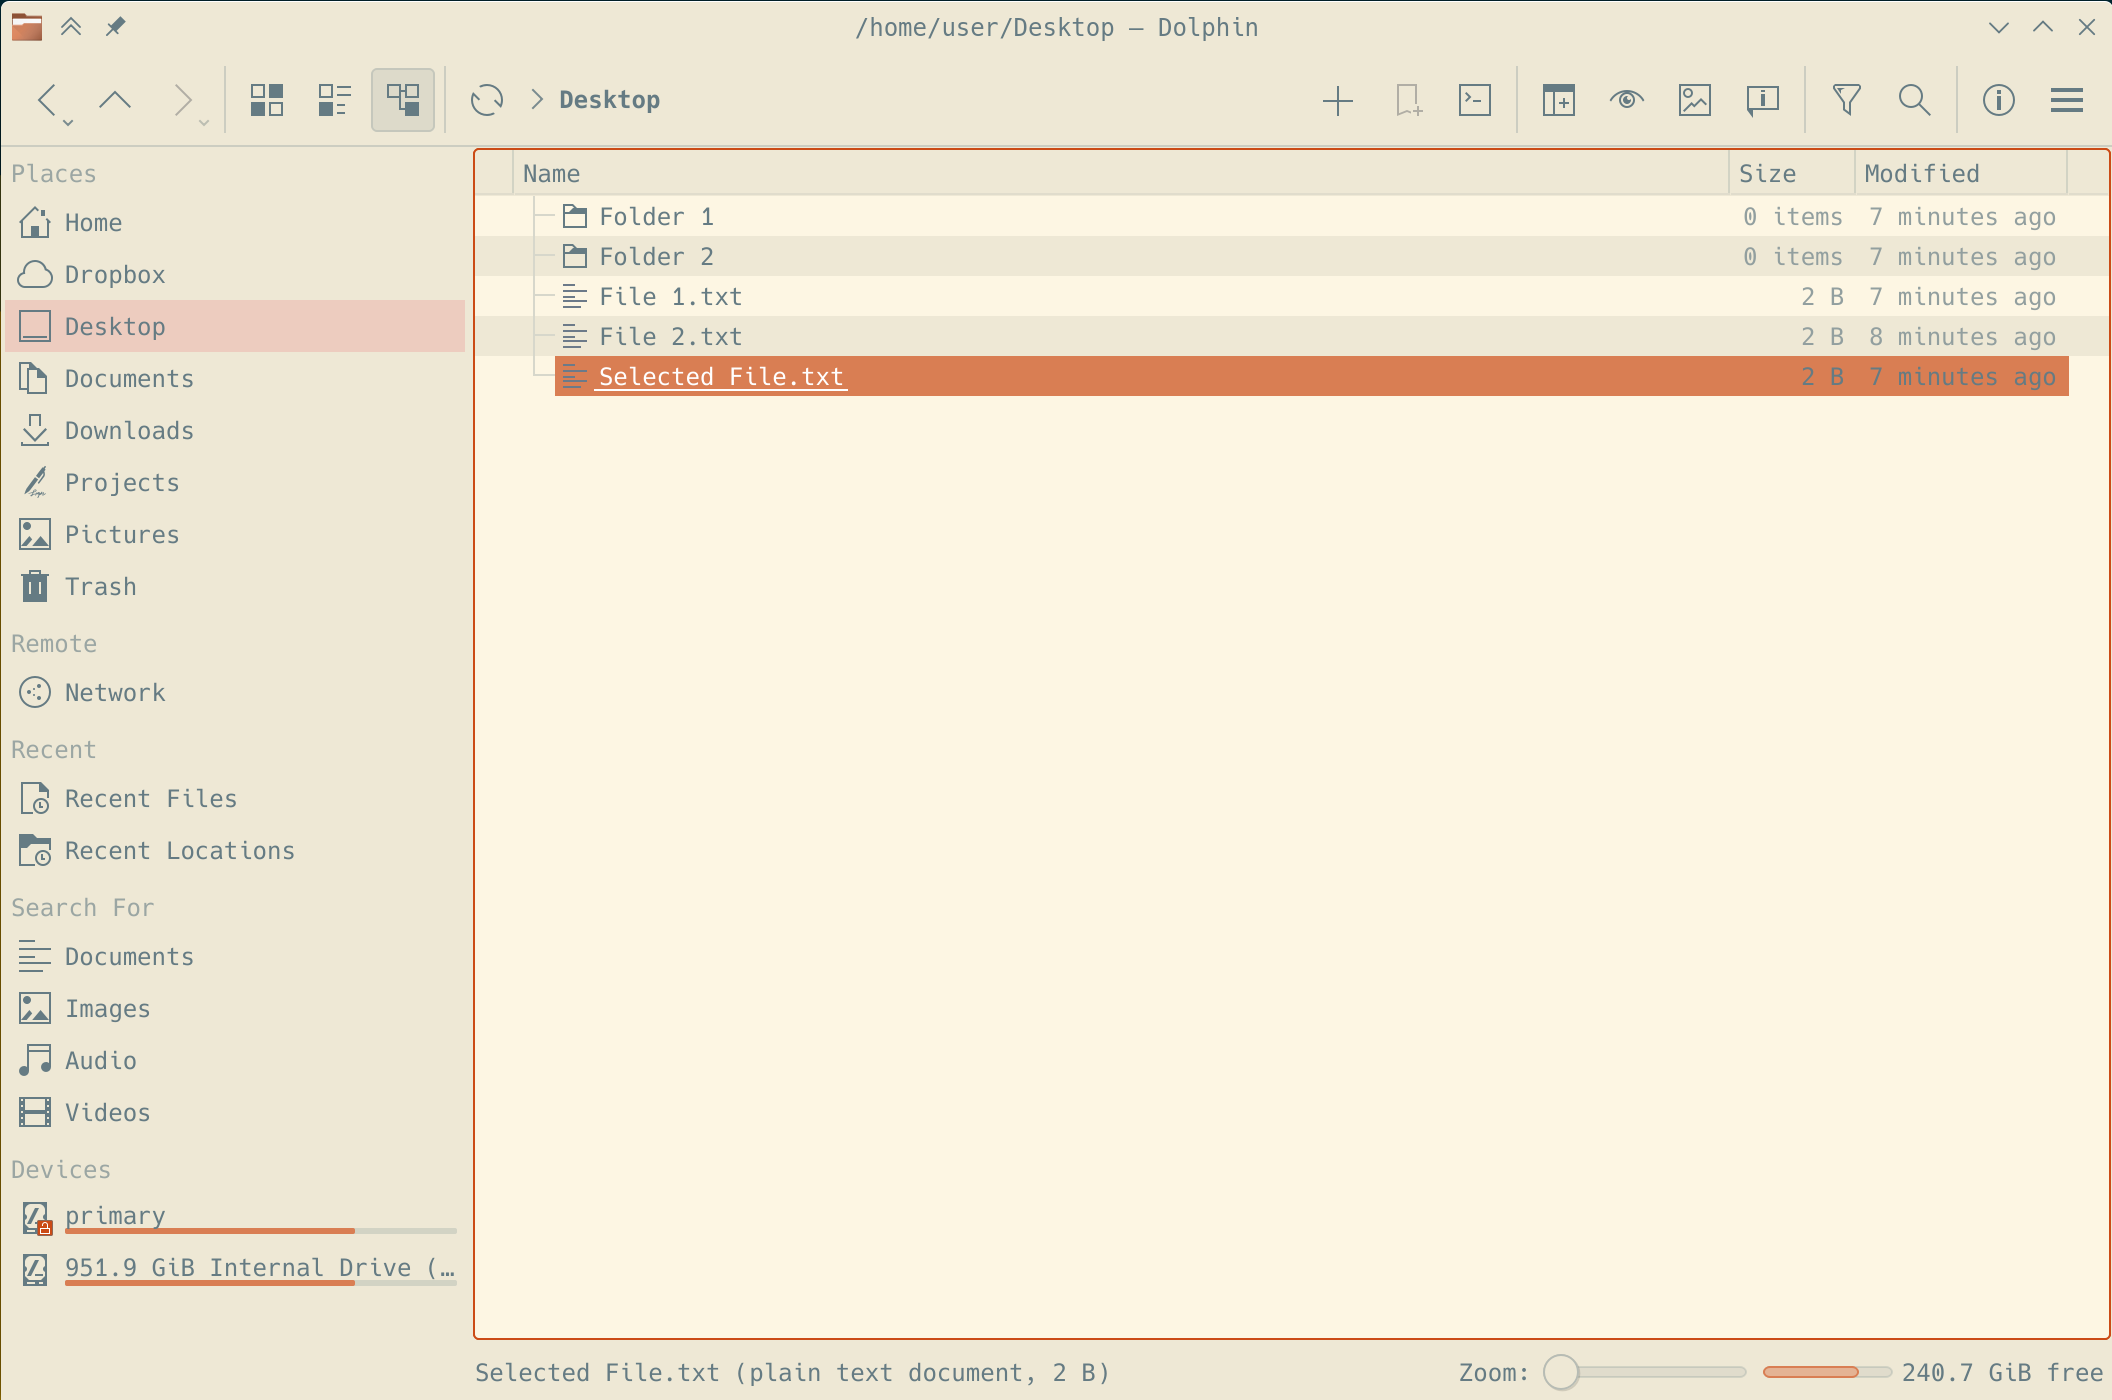 /home/user/Desktop — Dolphin
Desktop
Places
Home
Dropbox
Desktop
Documents
Downloads
Projects
Pictures
Trash
Remote
Network
Recent
Recent Files
Recent Locations
Search For
Documents
Images
Audio
Videos
Devices
primary
951.9 GiB Internal Drive (…
Name Size Modified
Folder 1 0 items 7 minutes ago
Folder 2 0 items 7 minutes ago
File 1.txt 2 B 7 minutes ago
File 2.txt 2 B 8 minutes ago
Selected File.txt 2 B 7 minutes ago
Selected File.txt (plain text document, 2 B) Zoom: 240.7 GiB free